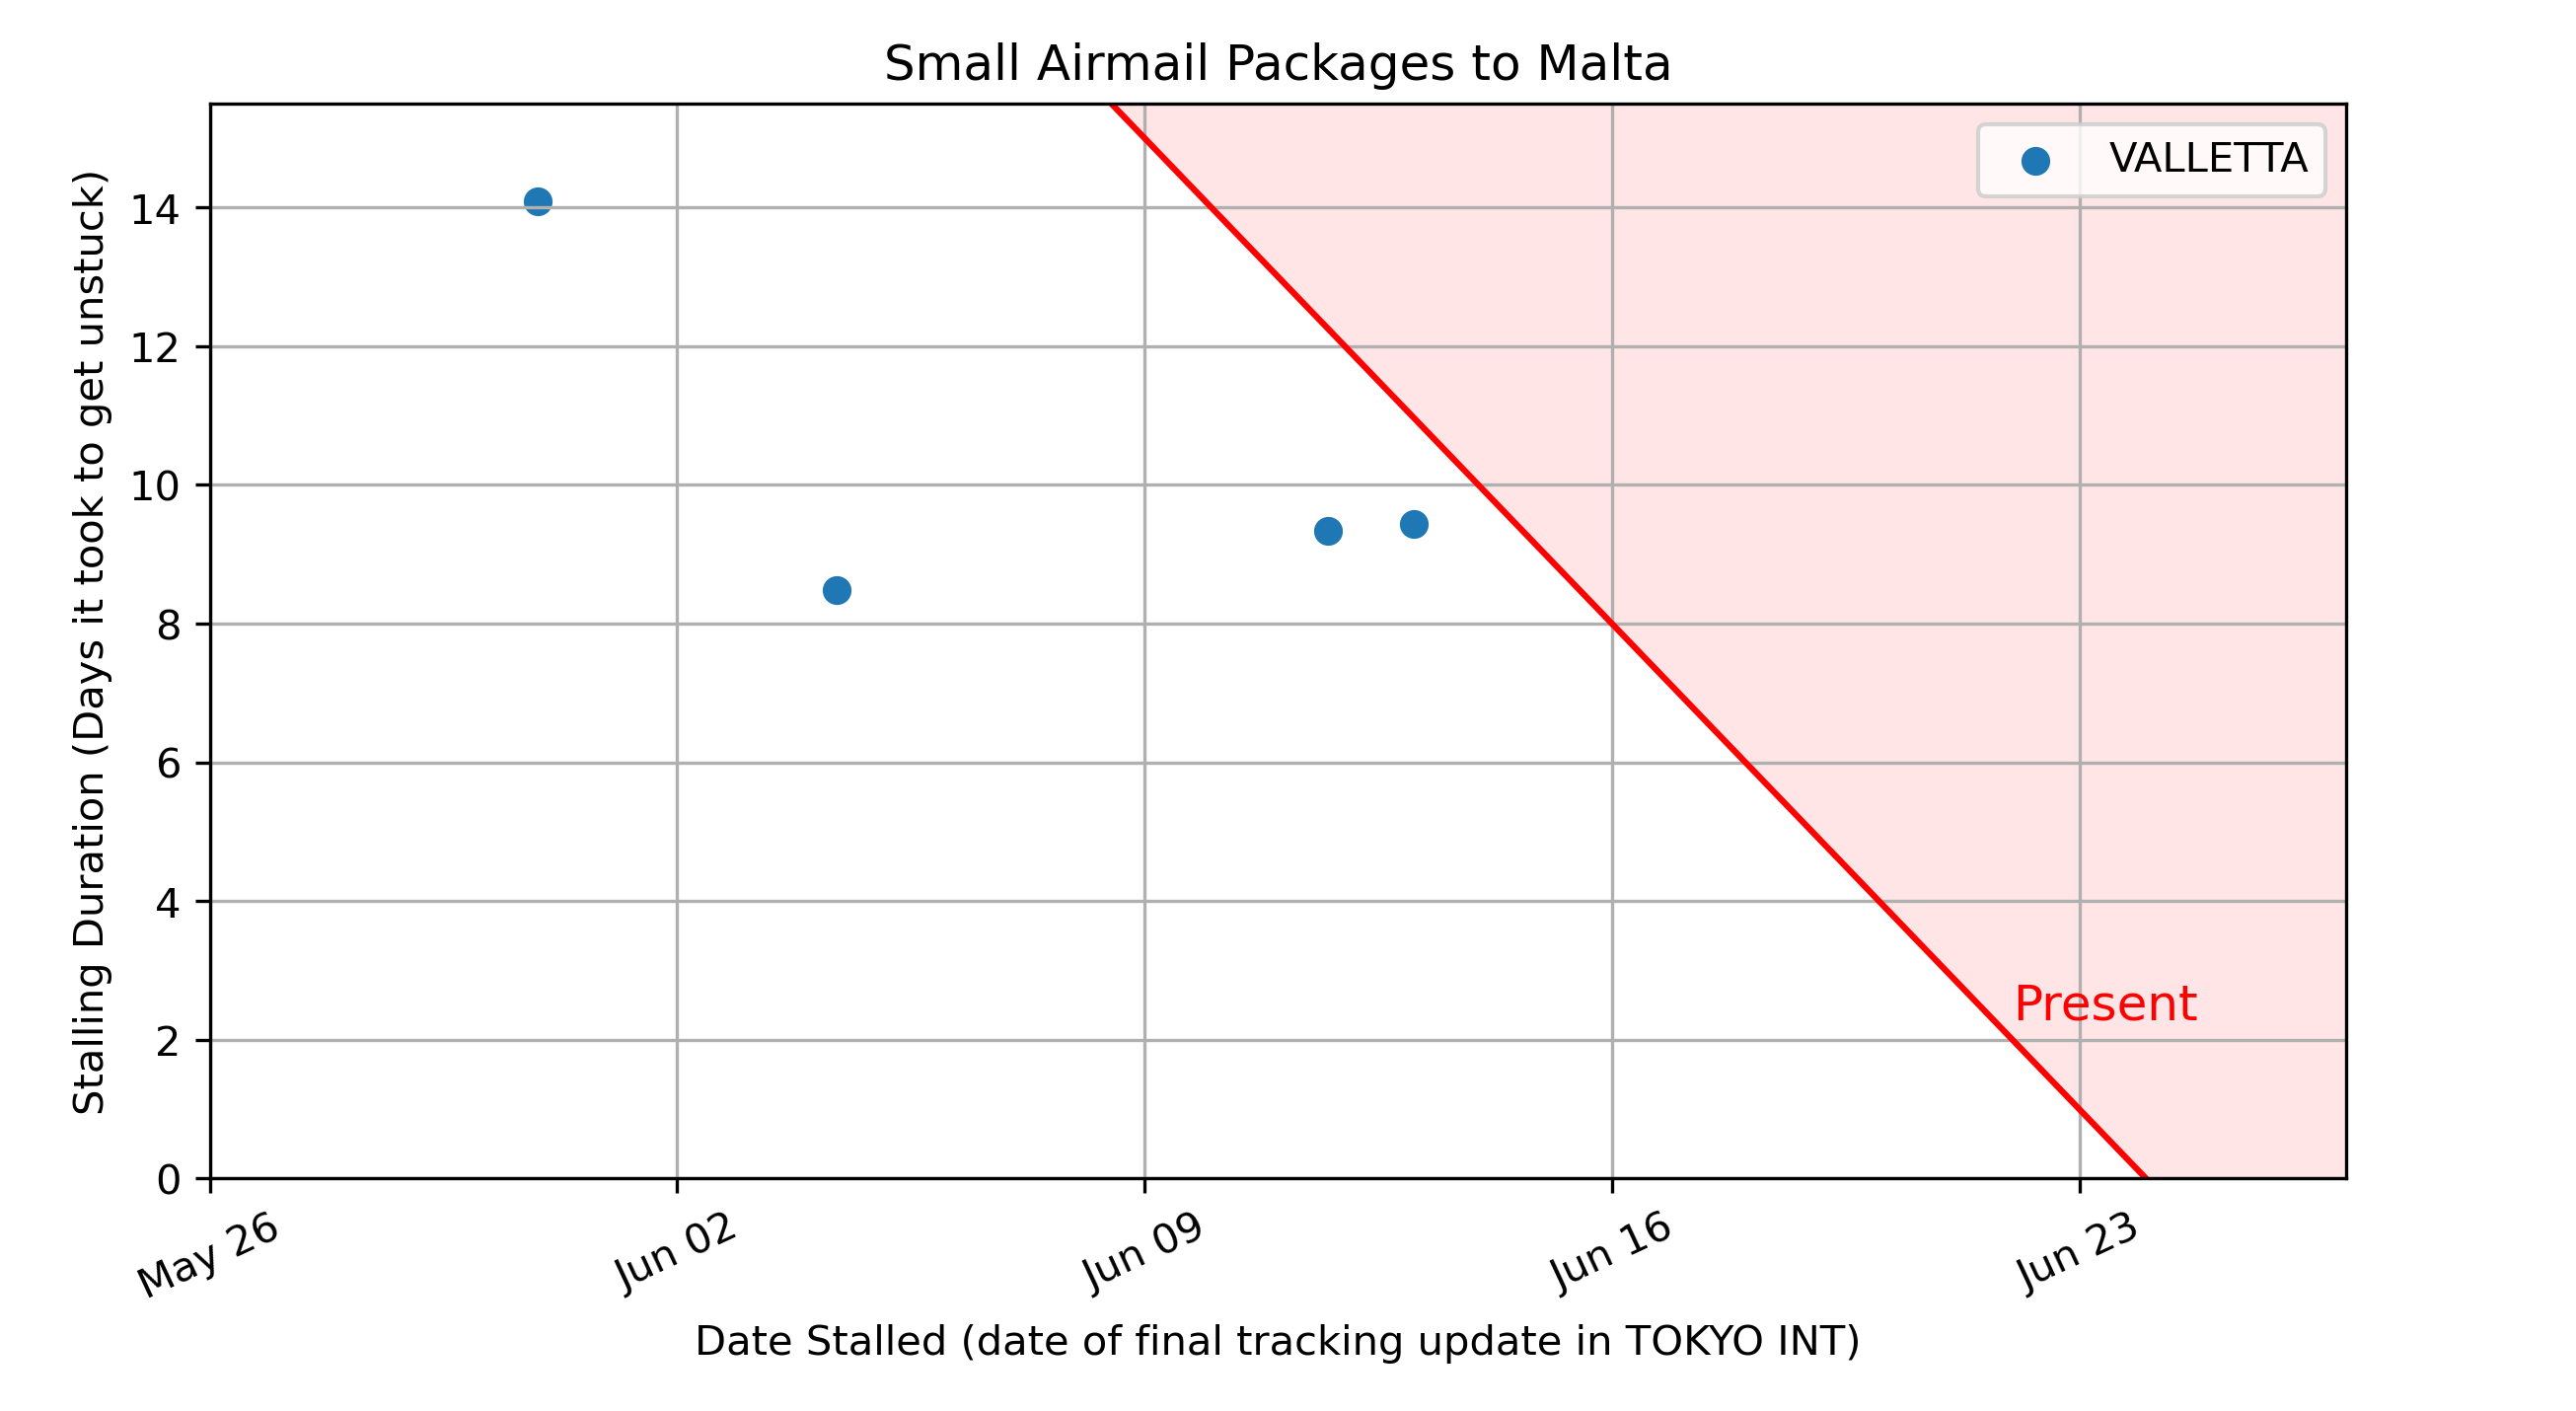 Small Airmail Packages to Malta
VALLETTA
Stalling Duration (Days it took to get unstuck)
14
12
10
8
6
4
2
0
Present
May 26
Jun 02
Jun 09
Jun 16
Jun 23
Date Stalled (date of final tracking update in TOKYO INT)